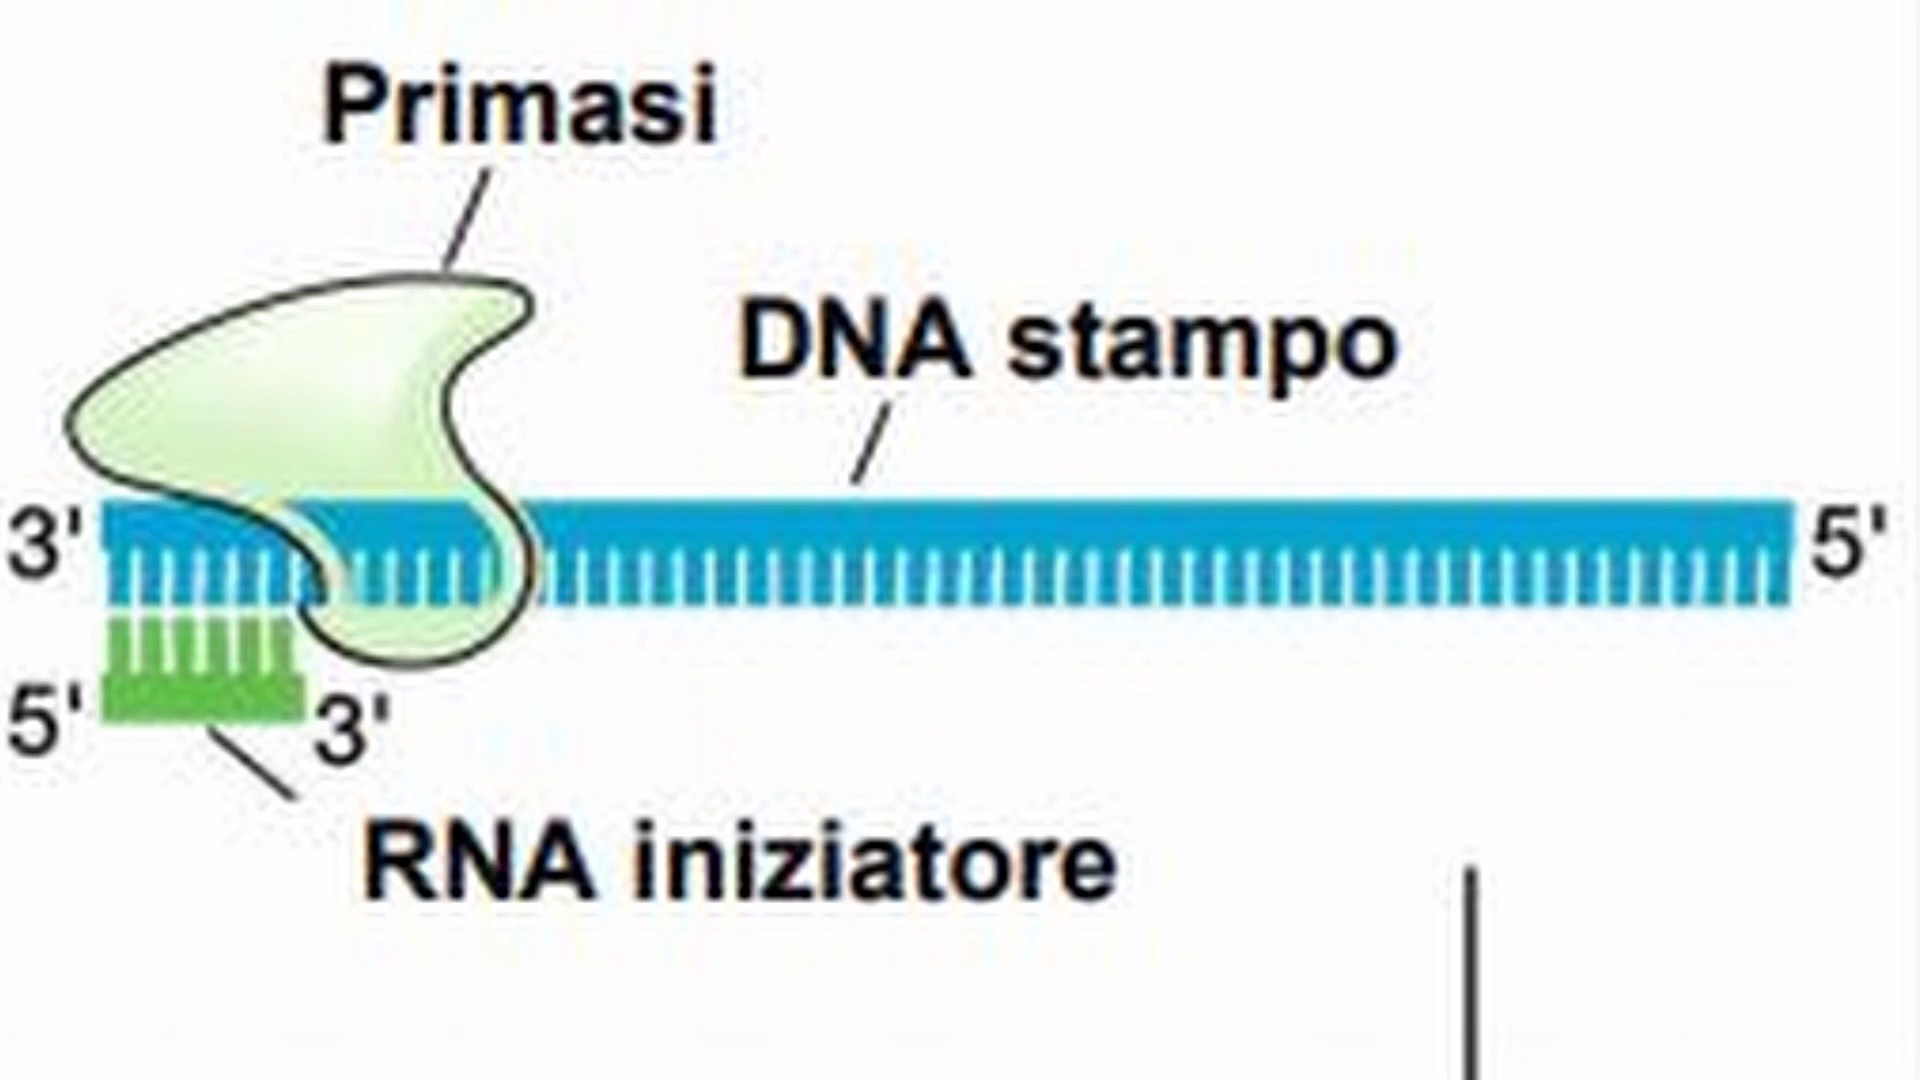 Primasi
DNA stampo
3'
5'
5'
3'
RNA iniziatore